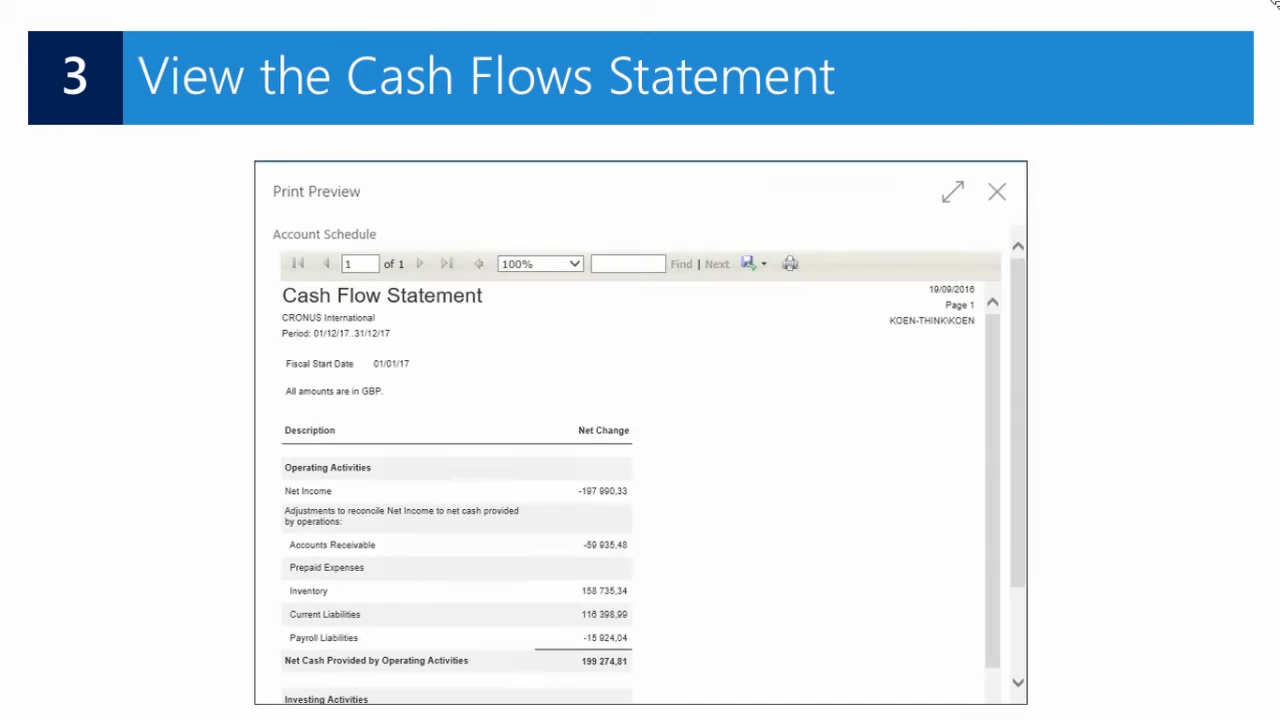 3 View the Cash Flows Statement
Print Preview
Account Schedule
1 of 1 100% Find | Next
Cash Flow Statement 19/09/2016
CRONUS International Page 1
Period: 01/12/17..31/12/17 KOEN-THINK\KOEN
Fiscal Start Date 01/01/17
All amounts are in GBP.
Description Net Change
Operating Activities
Net Income -197 990,33
Adjustments to reconcile Net Income to net cash provided
by operations:
Accounts Receivable -59 935,48
Prepaid Expenses
Inventory 158 735,34
Current Liabilities 116 398,99
Payroll Liabilities -15 924,04
Net Cash Provided by Operating Activities 199 274,81
Investing Activities